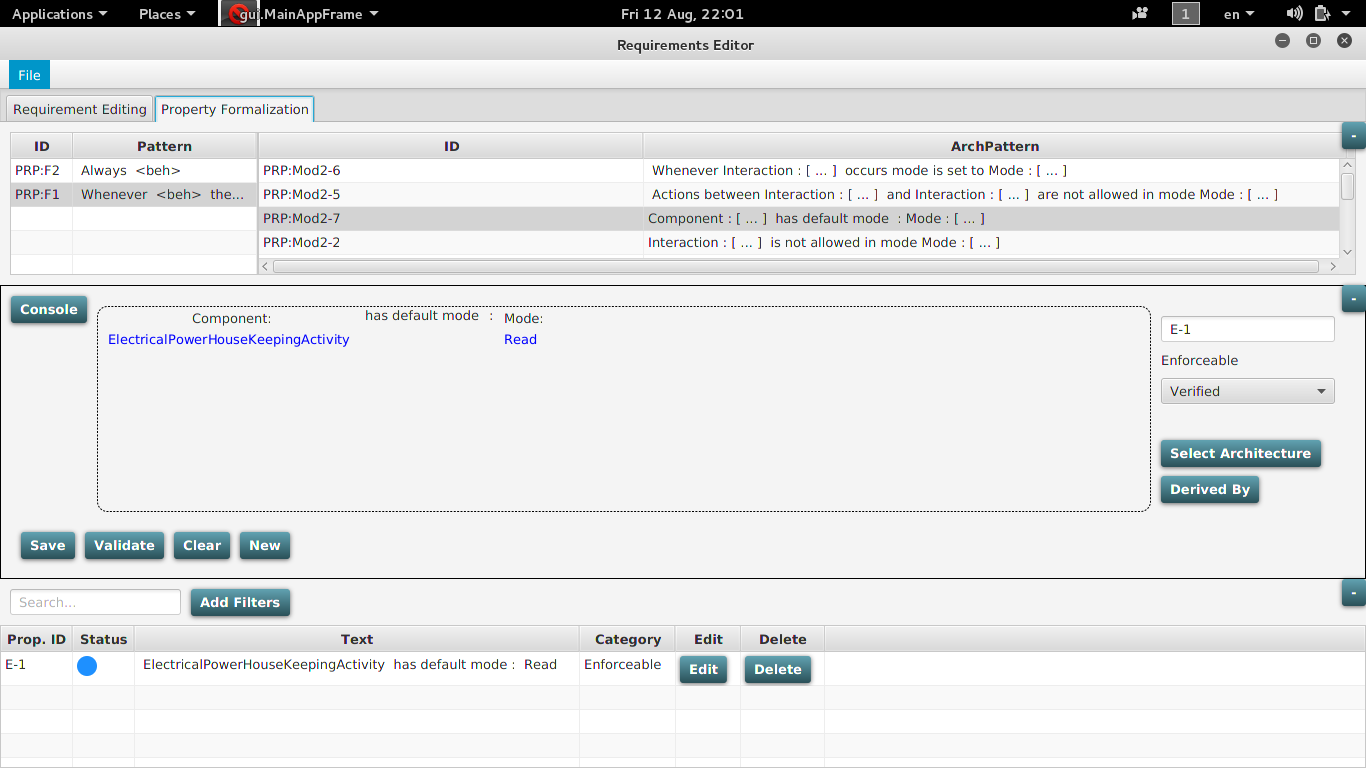 Applications Places gui.MainAppFrame Fri 12 Aug, 22:01 1 en
Requirements Editor
File
Requirement Editing Property Formalization
ID Pattern ID ArchPattern -
PRP:F2 Always <beh> PRP:Mod2-6 Whenever Interaction : [ ... ] occurs mode is set to Mode : [ ... ]
PRP:F1 Whenever <beh> the... PRP:Mod2-5 Actions between Interaction : [ ... ] and Interaction : [ ... ] are not allowed in mode Mode : [ ... ]
PRP:Mod2-7 Component : [ ... ] has default mode : Mode : [ ... ]
PRP:Mod2-2 Interaction : [ ... ] is not allowed in mode Mode : [ ... ]
-
Console Component: has default mode : Mode:
ElectricalPowerHouseKeepingActivity Read
E-1
Enforceable
Verified
Select Architecture
Derived By
Save Validate Clear New
Search... Add Filters -
Prop. ID Status Text Category Edit Delete
E-1 ElectricalPowerHouseKeepingActivity has default mode : Read Enforceable Edit Delete